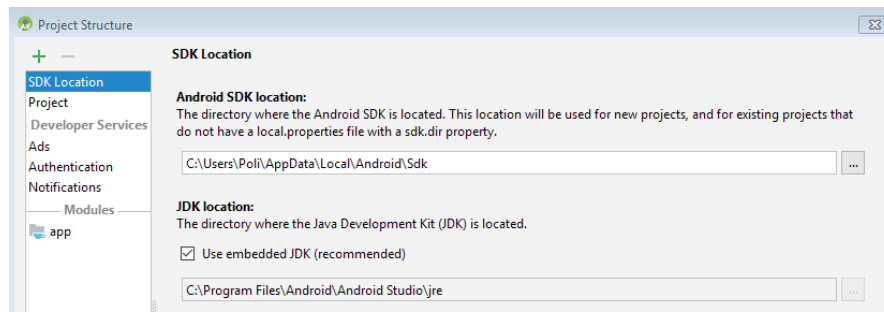 Project Structure
SDK Location
Project
Developer Services
Ads
Authentication
Notifications
Modules
app
SDK Location
Android SDK location:
The directory where the Android SDK is located. This location will be used for new projects, and for existing projects that
do not have a local.properties file with a sdk.dir property.
C:\Users\Poli\AppData\Local\Android\Sdk
...
JDK location:
The directory where the Java Development Kit (JDK) is located.
Use embedded JDK (recommended)
C:\Program Files\Android\Android Studio\jre
...